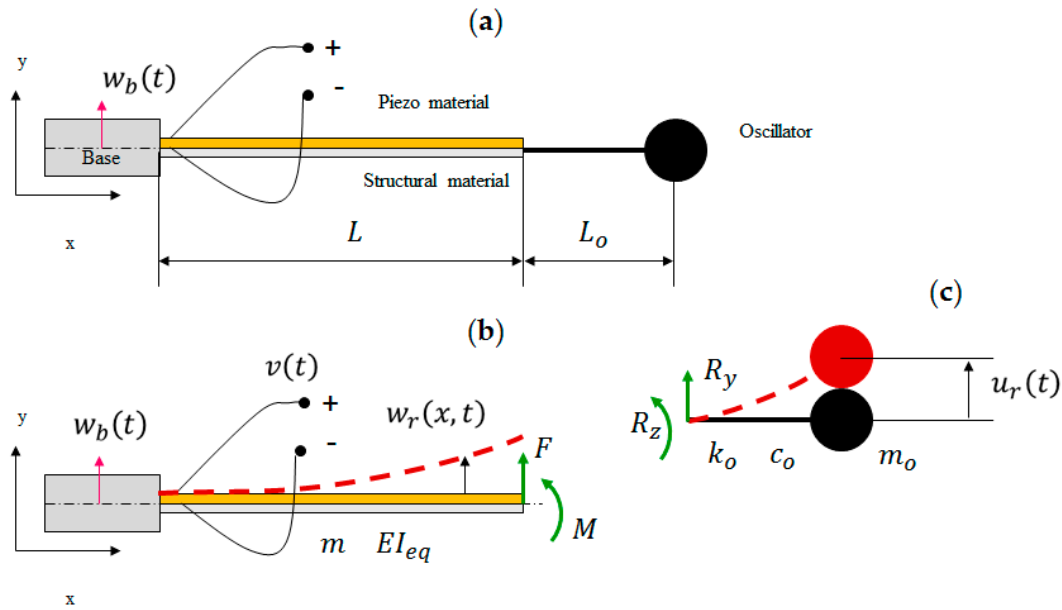 (a)
y
w_b(t)
+
-
Piezo material
Oscillator
Base
Structural material
x
L
L_o
(b)
(c)
v(t)
y
w_b(t)
+
-
w_r(x, t)
F
M
m EI_eq
x
R_y
R_z
u_r(t)
k_o c_o m_o